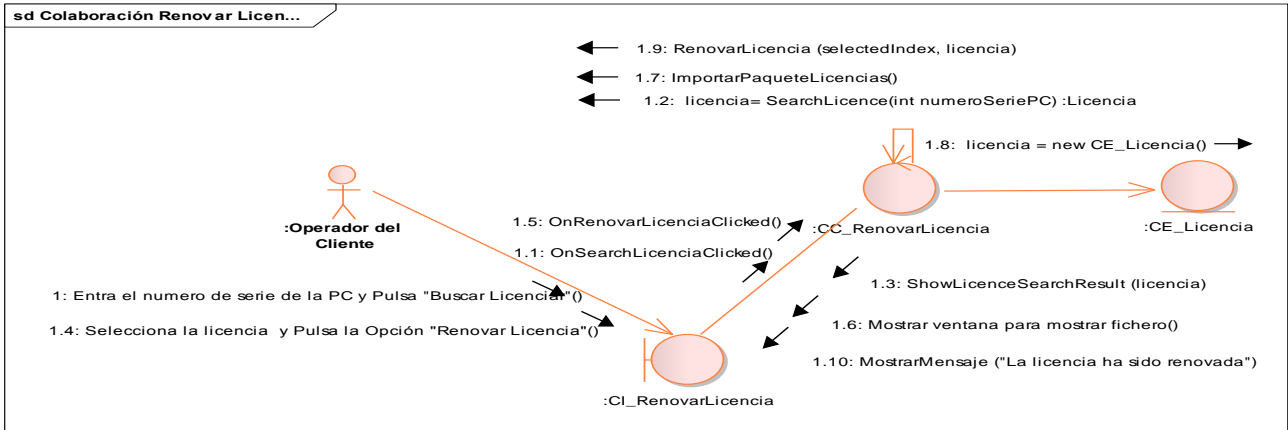 sd Colaboración Renovar Licen...
1.9: RenovarLicencia (selectedIndex, licencia)
1.7: ImportarPaqueteLicencias()
1.2: licencia= SearchLicence(int numeroSeriePC) :Licencia
1.8: licencia = new CE_Licencia()
:Operador del
Cliente
1.5: OnRenovarLicenciaClicked()
:CC_RenovarLicencia
:CE_Licencia
1.1: OnSearchLicenciaClicked()
1.3: ShowLicenceSearchResult (licencia)
1: Entra el numero de serie de la PC y Pulsa "Buscar Licencia|"()
1.6: Mostrar ventana para mostrar fichero()
1.4: Selecciona la licencia y Pulsa la Opción "Renovar Licencia"()
1.10: MostrarMensaje ("La licencia ha sido renovada")
:CI_RenovarLicencia